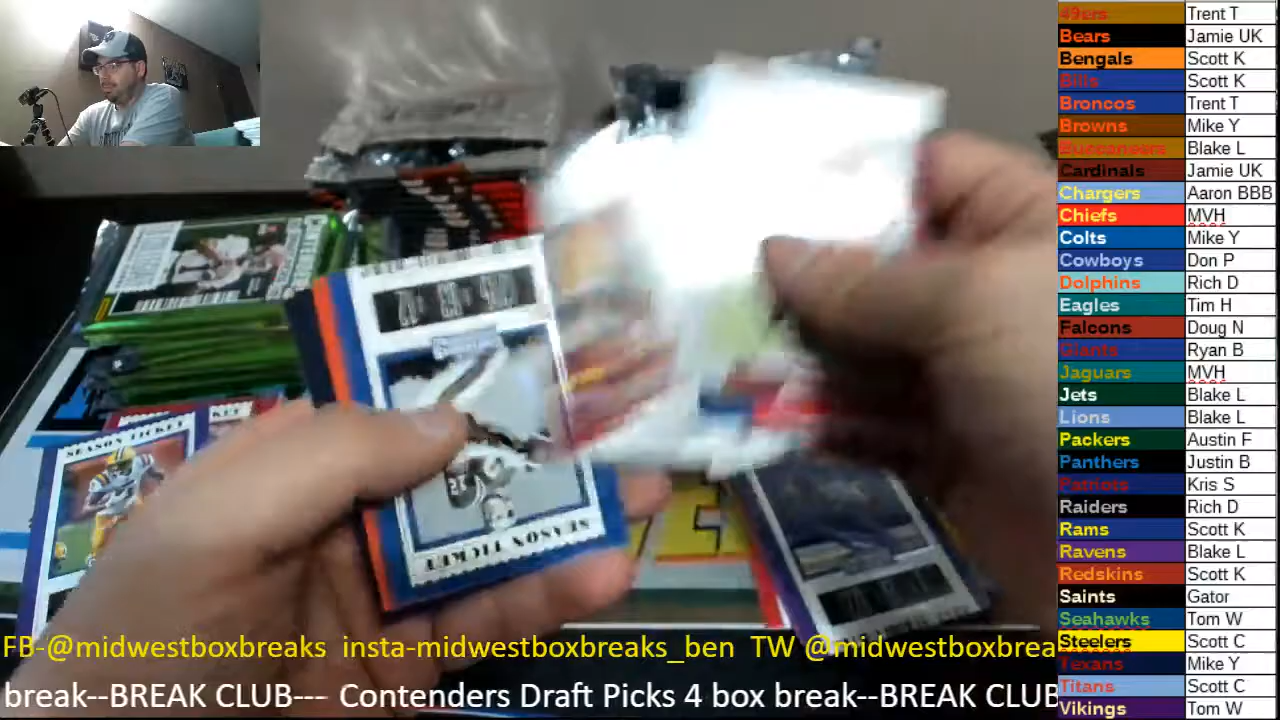 49ers Trent T
Bears Jamie UK
Bengals Scott K
Bills Scott K
Broncos Trent T
Browns Mike Y
Buccaneers Blake L
Cardinals Jamie UK
Chargers Aaron BBB
Chiefs MVH
Colts Mike Y
Cowboys Don P
Dolphins Rich D
Eagles Tim H
Falcons Doug N
Giants Ryan B
Jaguars MVH
Jets Blake L
Lions Blake L
Packers Austin F
Panthers Justin B
Patriots Kris S
Raiders Rich D
Rams Scott K
Ravens Blake L
Redskins Scott K
Saints Gator
Seahawks Tom W
Steelers Scott C
Texans Mike Y
Titans Scott C
Vikings Tom W
SEASON TICKET
SEASON TICKET
FB-@midwestboxbreaks insta-midwestboxbreaks_ben TW @midwestboxbrea
break--BREAK CLUB--- Contenders Draft Picks 4 box break--BREAK CLUB